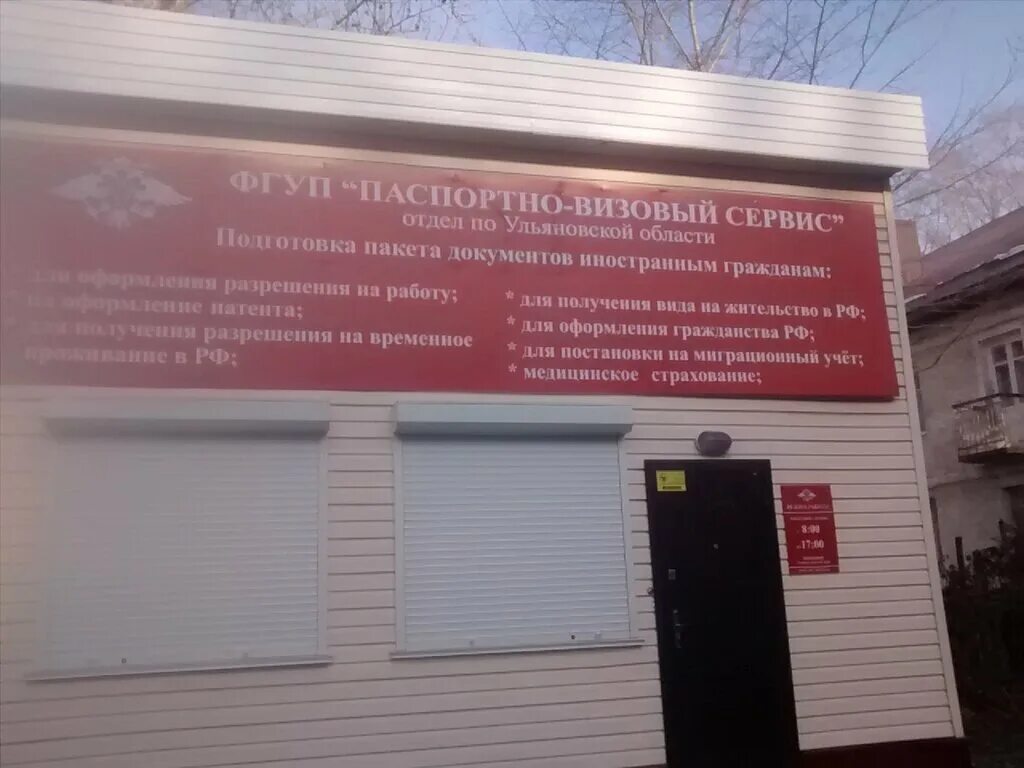 ФГУП “ПАСПОРТНО-ВИЗОВЫЙ СЕРВИС”
отдел по Ульяновской области
Подготовка пакета документов иностранным гражданам:
для оформления разрешения на работу;
на оформление патента;
для получения разрешения на временное
проживание в РФ;
* для получения вида на жительство в РФ;
* для оформления гражданства РФ;
* для постановки на миграционный учёт;
* медицинское страхование;
РЕЖИМ РАБОТЫ
8:00
17:00